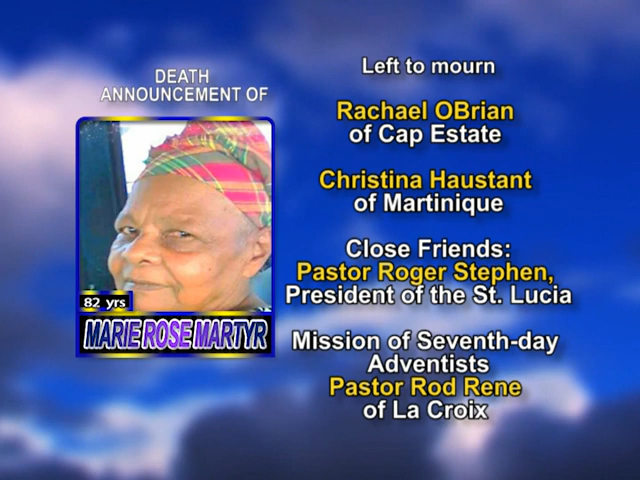 DEATH
ANNOUNCEMENT OF
82 yrs
MARIE ROSE MARTYR
Left to mourn
Rachael OBrian
of Cap Estate
Christina Haustant
of Martinique
Close Friends:
Pastor Roger Stephen,
President of the St. Lucia
Mission of Seventh-day
Adventists
Pastor Rod Rene
of La Croix